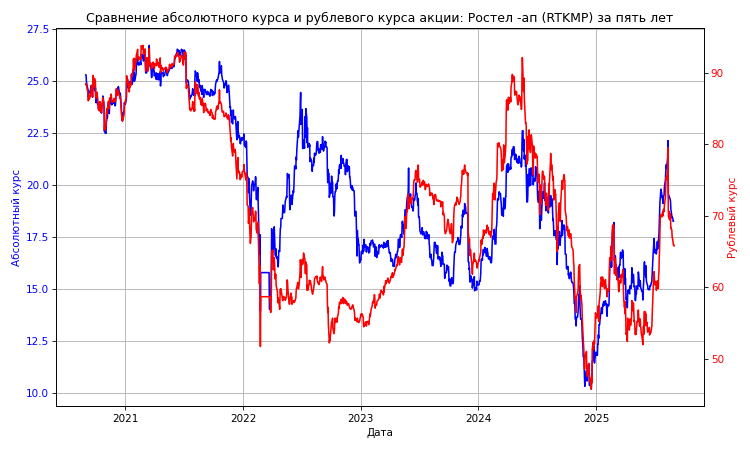 Сравнение абсолютного курса и рублевого курса акции: Ростел -ап (RTKMP) за пять лет
27.5
25.0
22.5
20.0
17.5
15.0
12.5
10.0
Абсолютный курс
90
80
70
60
50
Рублевый курс
2021 2022 2023 2024 2025
Дата